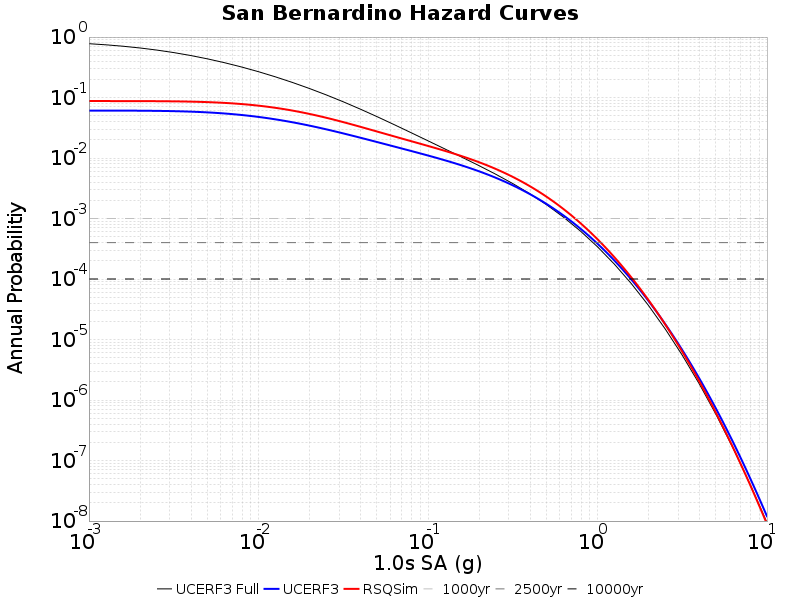 San Bernardino Hazard Curves
Annual Probabilitiy
10^0
10^-1
10^-2
10^-3
10^-4
10^-5
10^-6
10^-7
10^-8
10^-3 10^-2 10^-1 10^0 10^1
1.0s SA (g)
UCERF3 Full UCERF3 RSQSim 1000yr 2500yr 10000yr